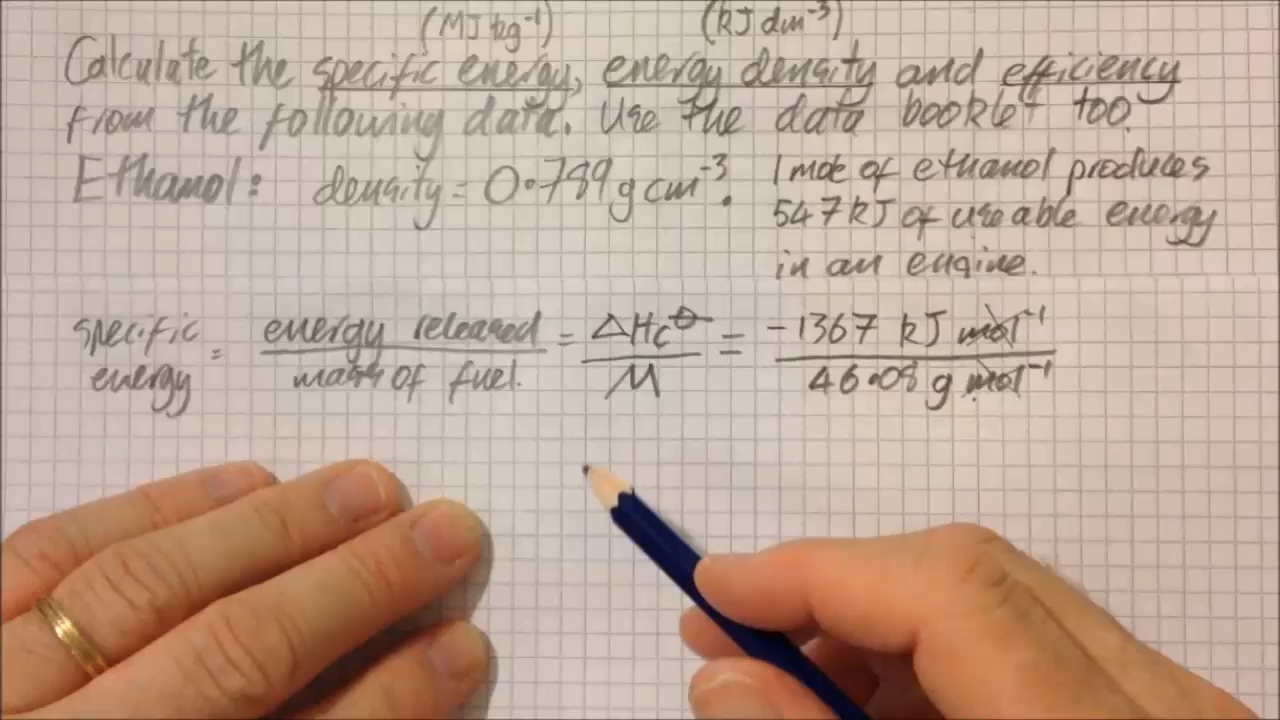 (MJ kg⁻¹) (kJ dm⁻³)
Calculate the specific energy, energy density and efficiency
from the following data. Use the data booklet too.
Ethanol: density = 0.789 g cm⁻³.
1 mole of ethanol produces
547 kJ of useable energy
in an engine.
specific energy = energy released / mass of fuel. = ΔHc⦵ / M = -1367 kJ mol⁻¹ / 46.08 g mol⁻¹